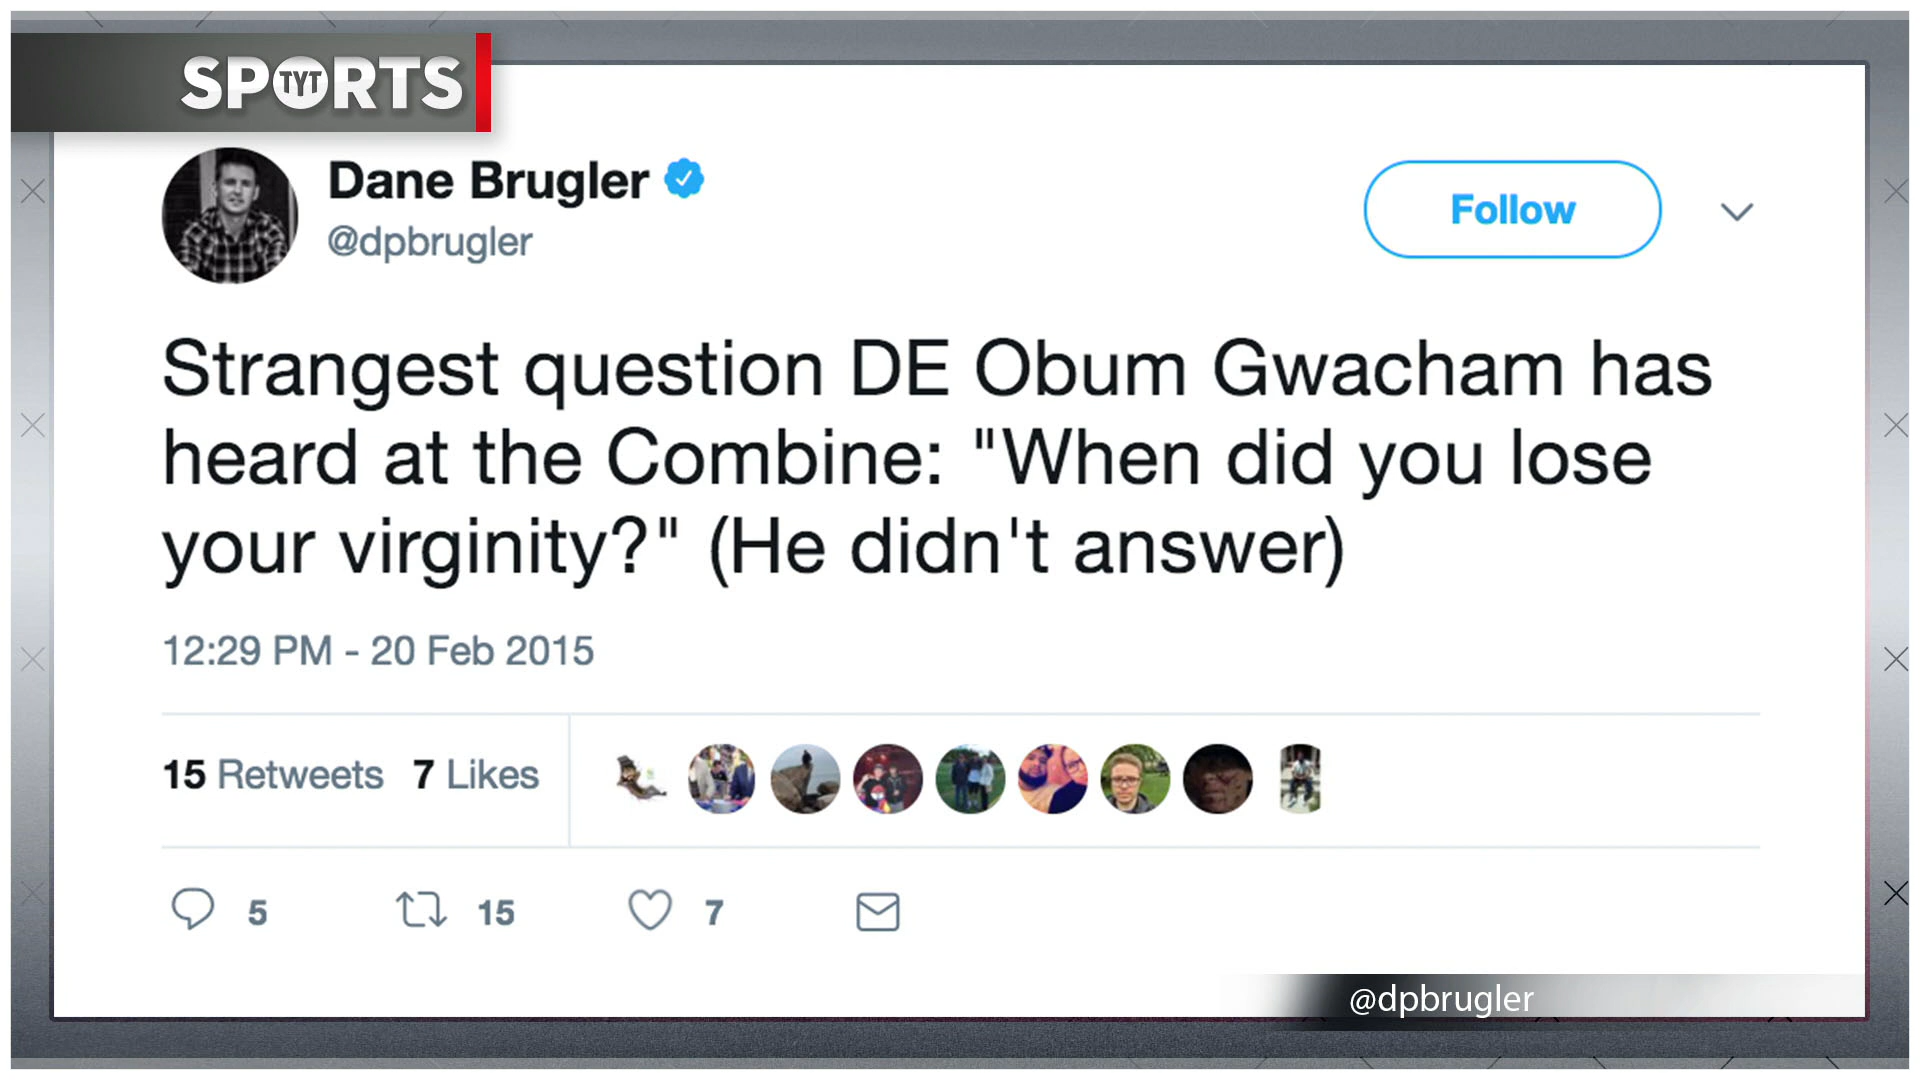 SPORTS
TYT
Dane Brugler
@dpbrugler
Follow
Strangest question DE Obum Gwacham has
heard at the Combine: "When did you lose
your virginity?" (He didn't answer)
12:29 PM - 20 Feb 2015
15 Retweets 7 Likes
5 15 7
@dpbrugler